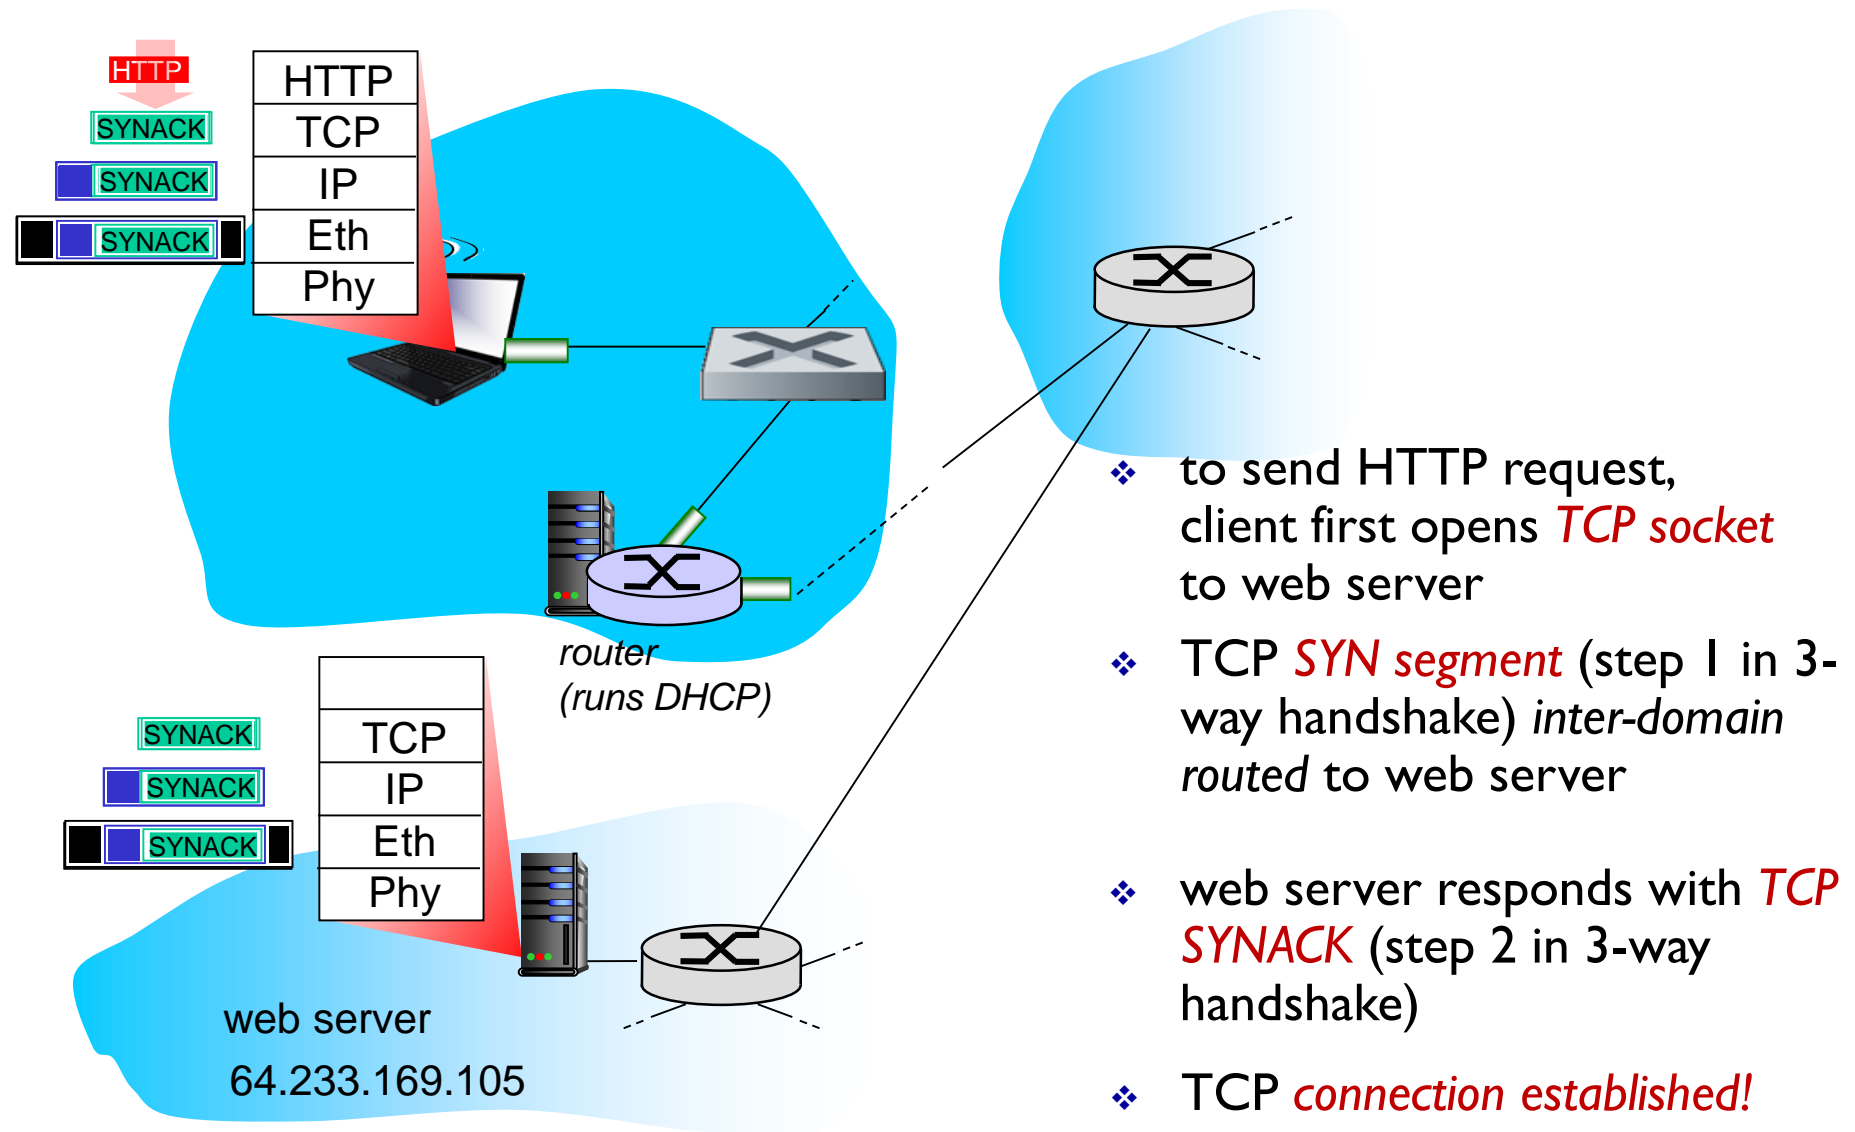 HTTP
SYNACK
SYNACK
SYNACK
HTTP
TCP
IP
Eth
Phy
router
(runs DHCP)
SYNACK
SYNACK
SYNACK
TCP
IP
Eth
Phy
web server
64.233.169.105
to send HTTP request,
client first opens TCP socket
to web server
TCP SYN segment (step 1 in 3-
way handshake) inter-domain
routed to web server
web server responds with TCP
SYNACK (step 2 in 3-way
handshake)
TCP connection established!